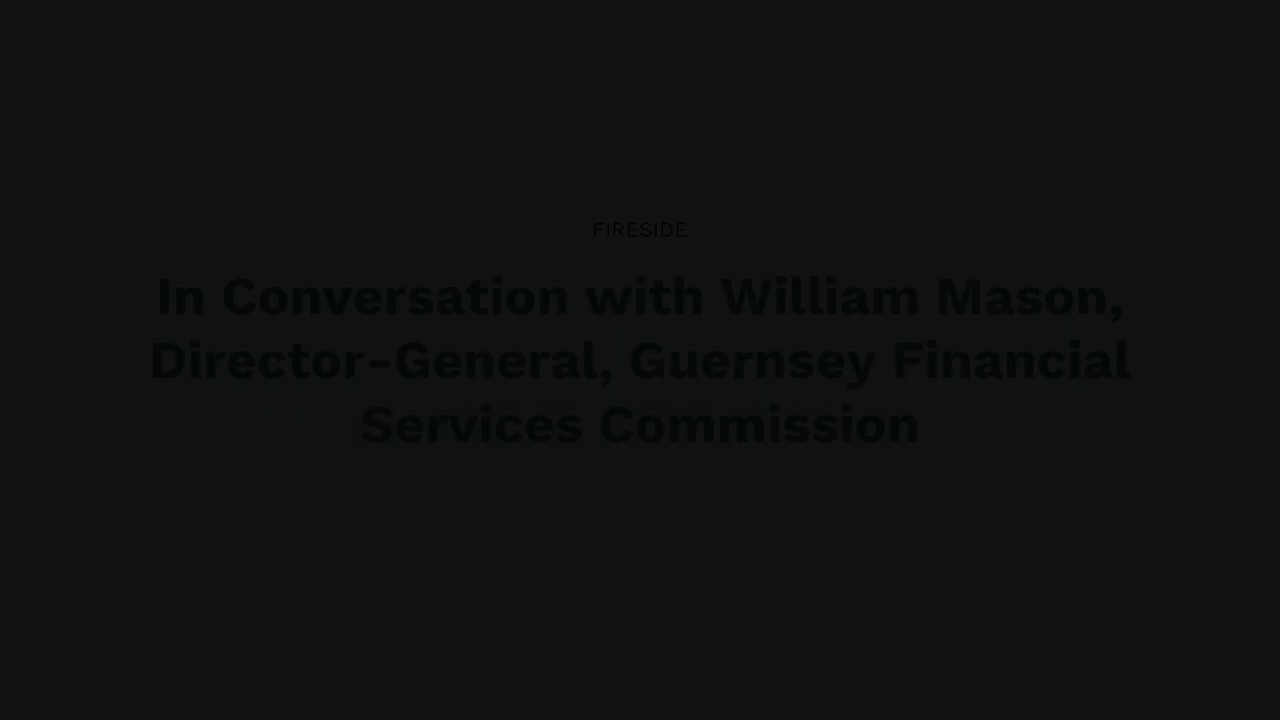 FIRESIDE
In Conversation with William Mason,
Director-General, Guernsey Financial
Services Commission